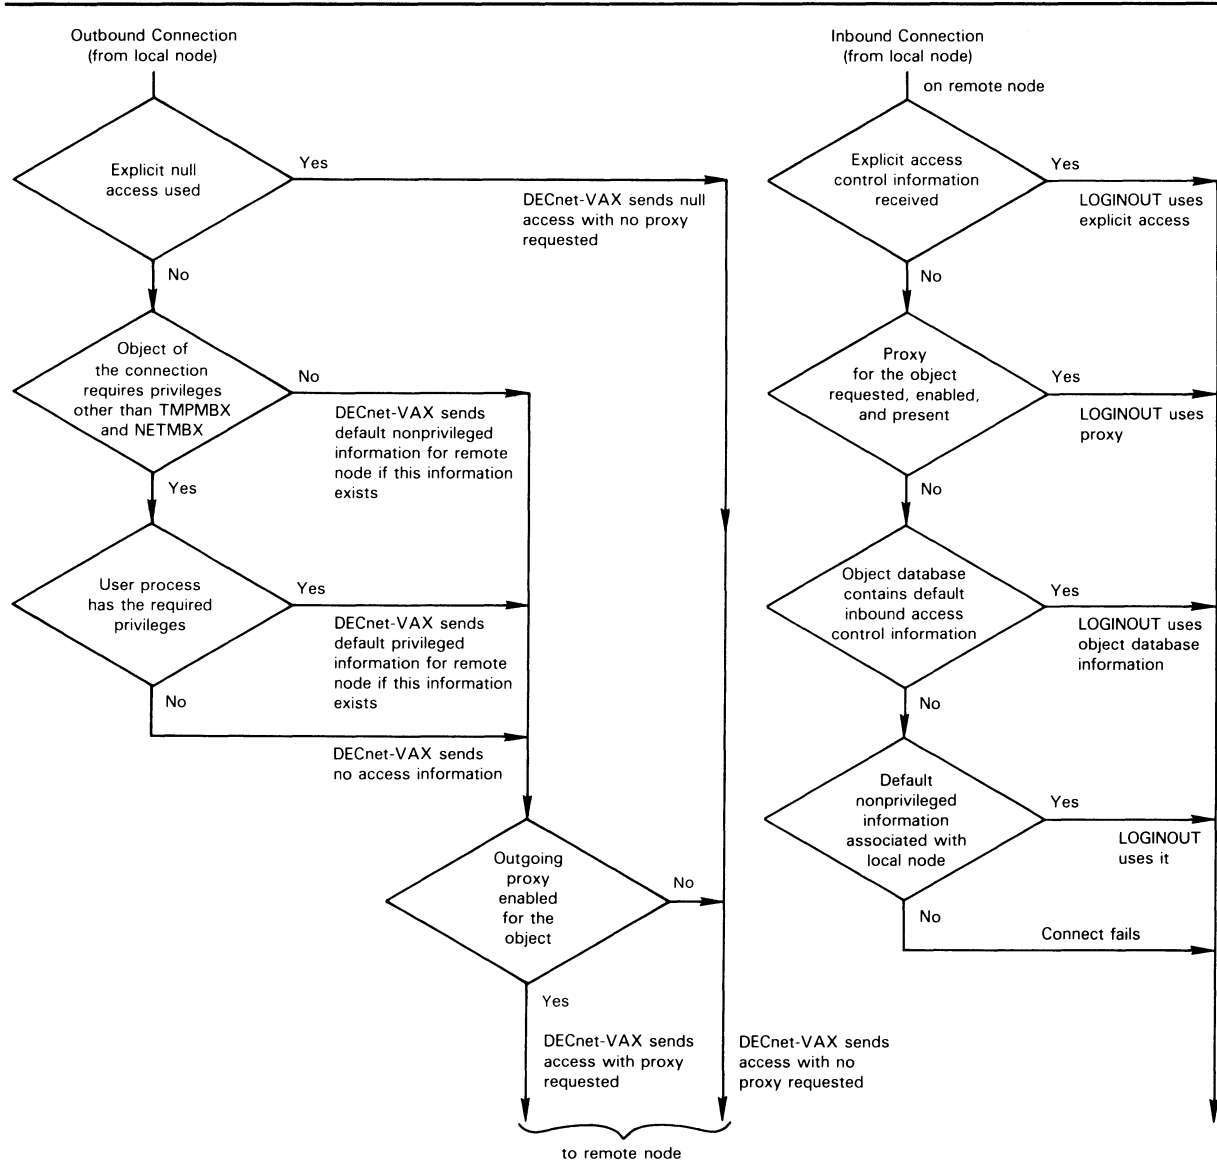 Outbound Connection
(from local node)
Explicit null
access used
Yes
DECnet-VAX sends null
access with no proxy
requested
No
Object of
the connection
requires privileges
other than TMPMBX
and NETMBX
No
DECnet-VAX sends
default nonprivileged
information for remote
node if this information
exists
Yes
User process
has the required
privileges
Yes
DECnet-VAX sends
default privileged
information for remote
node if this information
exists
No
DECnet-VAX sends
no access information
Outgoing
proxy
enabled
for the
object
No
Yes
DECnet-VAX sends
access with proxy
requested
DECnet-VAX sends
access with no
proxy requested
to remote node
Inbound Connection
(from local node)
on remote node
Explicit access
control information
received
Yes
LOGINOUT uses
explicit access
No
Proxy
for the object
requested, enabled,
and present
Yes
LOGINOUT uses
proxy
No
Object database
contains default
inbound access
control information
Yes
LOGINOUT uses
object database
information
No
Default
nonprivileged
information
associated with
local node
Yes
LOGINOUT
uses it
No
Connect fails